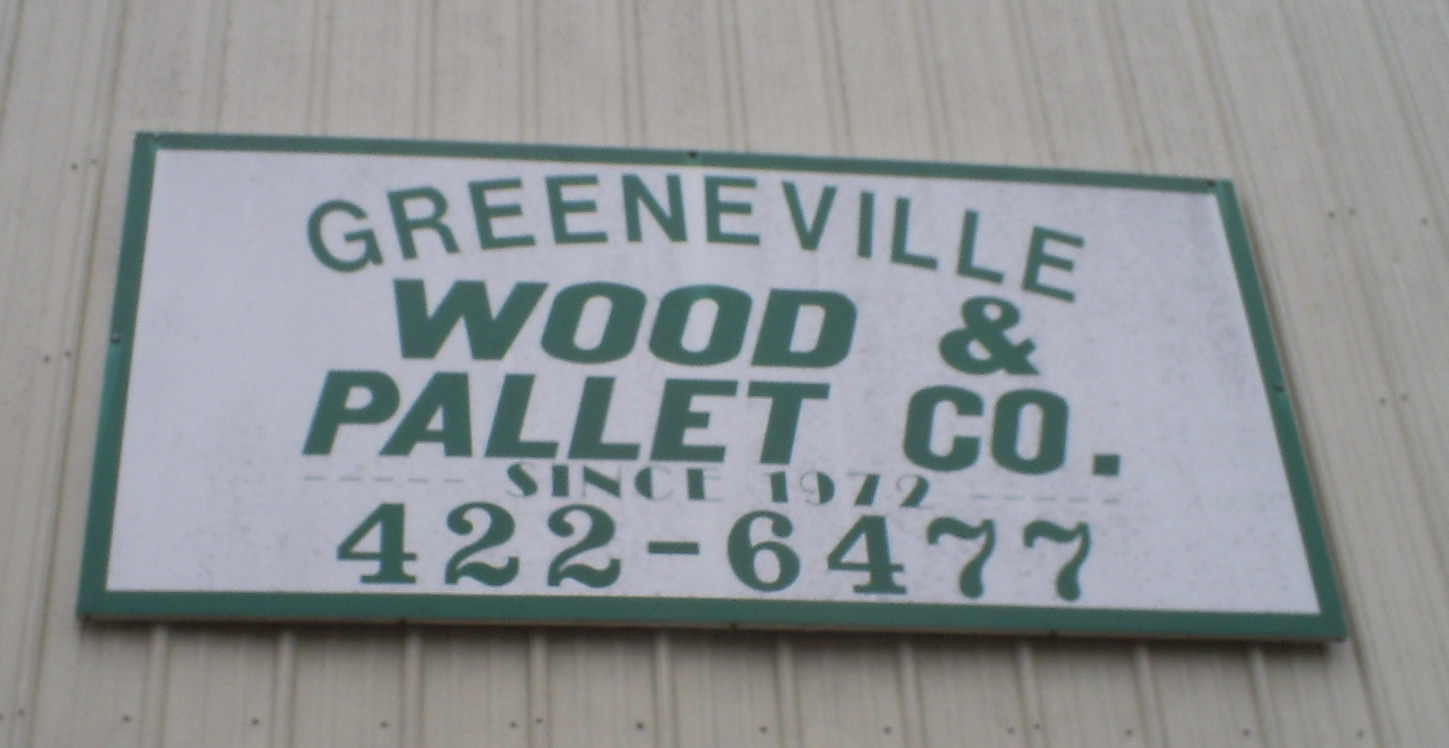 GREENEVILLE
WOOD &
PALLET CO.
SINCE 1972
422-6477